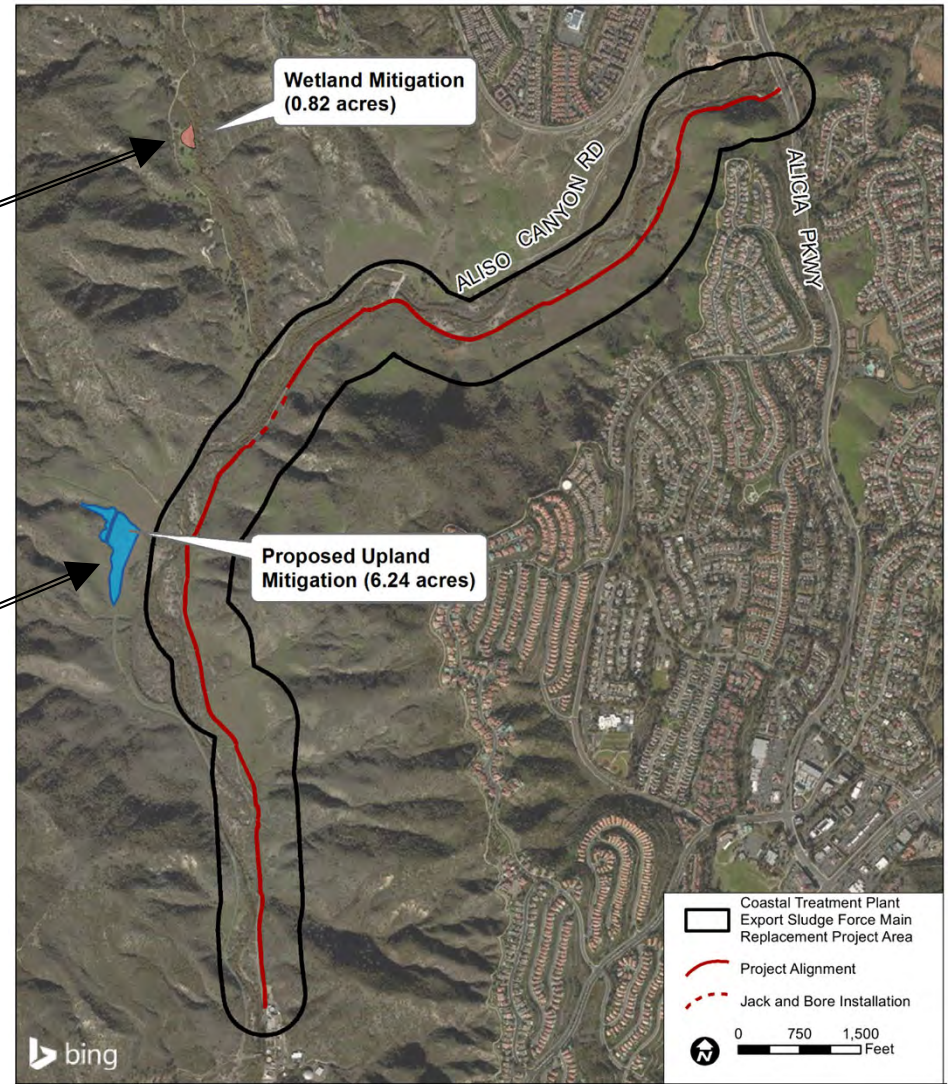 Wetland Mitigation
(0.82 acres)
ALISO CANYON RD
ALICIA PKWY
Proposed Upland
Mitigation (6.24 acres)
Coastal Treatment Plant
Export Sludge Force Main
Replacement Project Area
Project Alignment
Jack and Bore Installation
N
0 750 1,500
Feet
bing